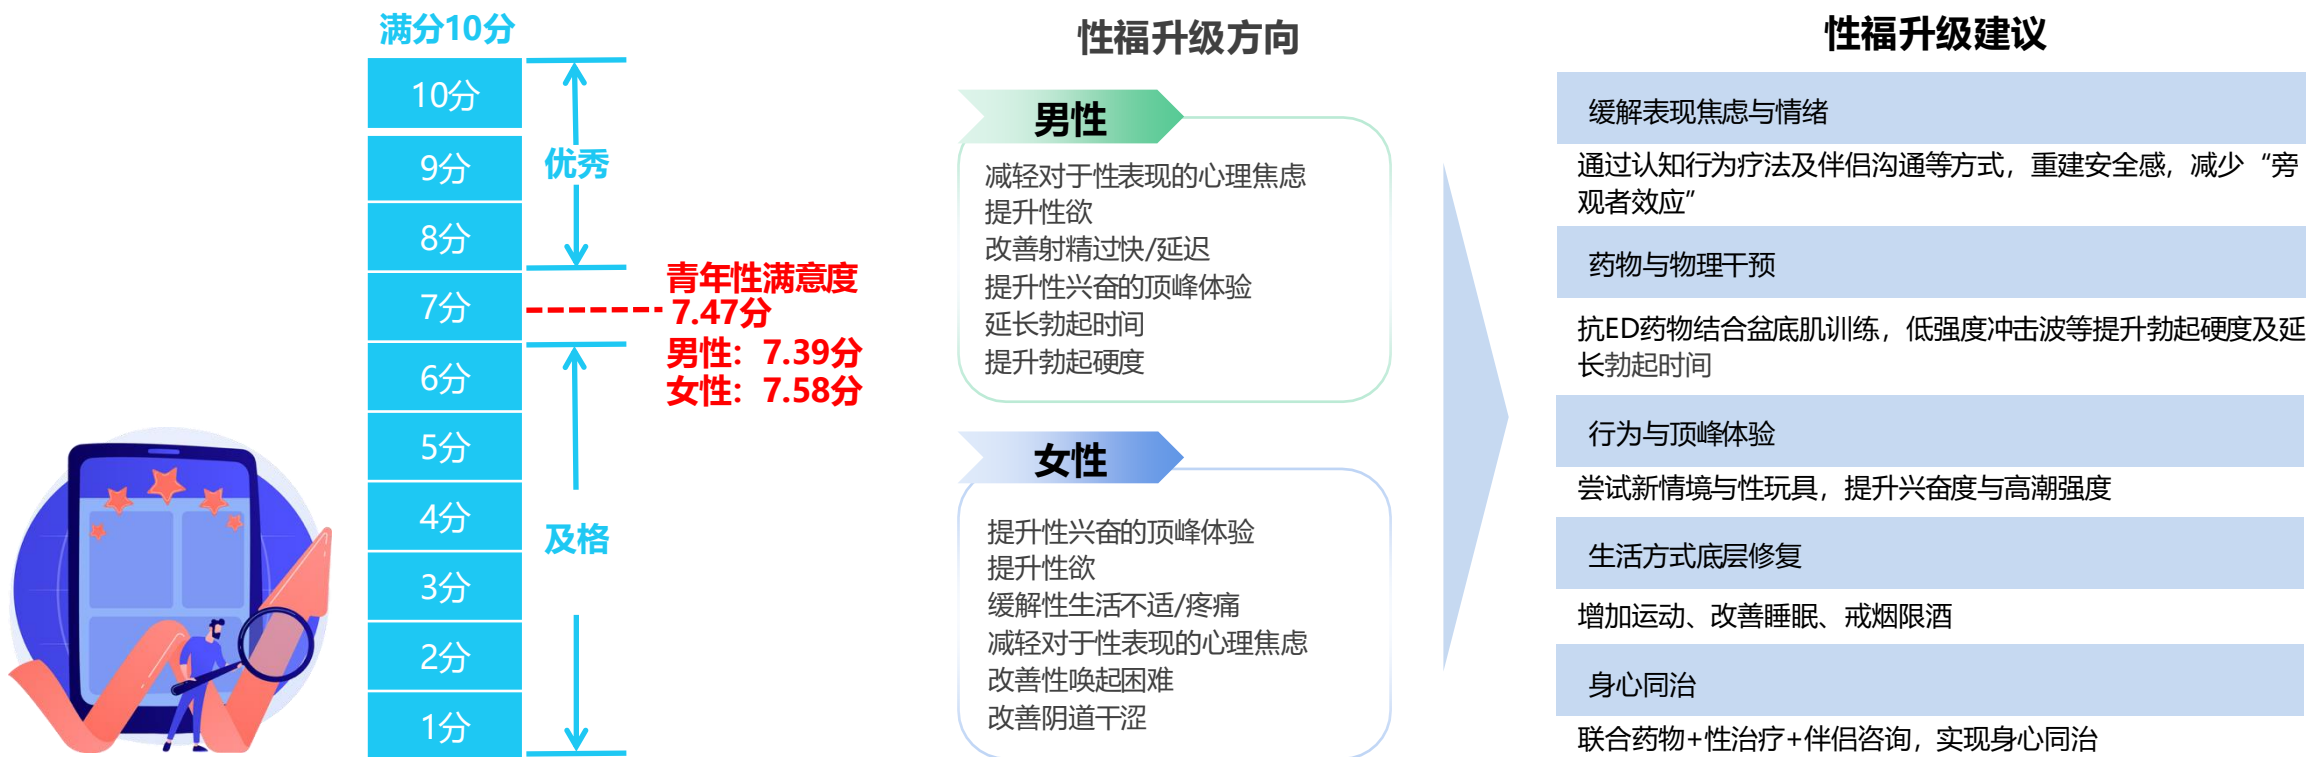 满分10分
10分
9分
8分
7分
6分
5分
4分
3分
2分
1分
优秀
及格
青年性满意度
7.47分
男性：7.39分
女性：7.58分
性福升级方向
男性
减轻对于性表现的心理焦虑
提升性欲
改善射精过快/延迟
提升性兴奋的顶峰体验
延长勃起时间
提升勃起硬度
女性
提升性兴奋的顶峰体验
提升性欲
缓解性生活不适/疼痛
减轻对于性表现的心理焦虑
改善性唤起困难
改善阴道干涩
性福升级建议
缓解表现焦虑与情绪
通过认知行为疗法及伴侣沟通等方式，重建安全感，减少“旁
观者效应”
药物与物理干预
抗ED药物结合盆底肌训练，低强度冲击波等提升勃起硬度及延
长勃起时间
行为与顶峰体验
尝试新情境与性玩具，提升兴奋度与高潮强度
生活方式底层修复
增加运动、改善睡眠、戒烟限酒
身心同治
联合药物+性治疗+伴侣咨询，实现身心同治